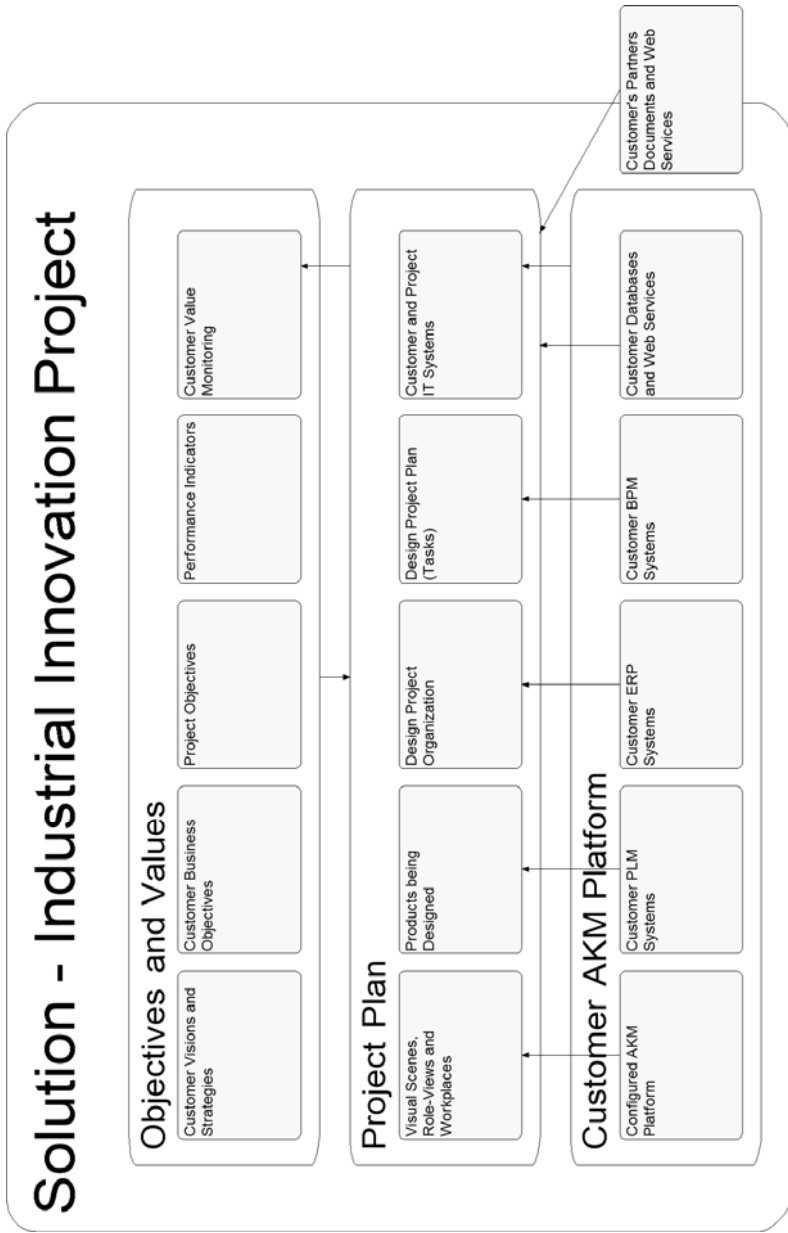 Solution - Industrial Innovation Project
Objectives and Values
Customer Visions and
Strategies
Customer Business
Objectives
Project Objectives
Performance Indicators
Customer Value
Monitoring
Project Plan
Visual Scenes,
Role-Views and
Workplaces
Products being
Designed
Design Project
Organization
Design Project Plan
(Tasks)
Customer and Project
IT Systems
Customer AKM Platform
Configured AKM
Platform
Customer PLM
Systems
Customer ERP
Systems
Customer BPM
Systems
Customer Databases
and Web Services
Customer's Partners
Documents and Web
Services